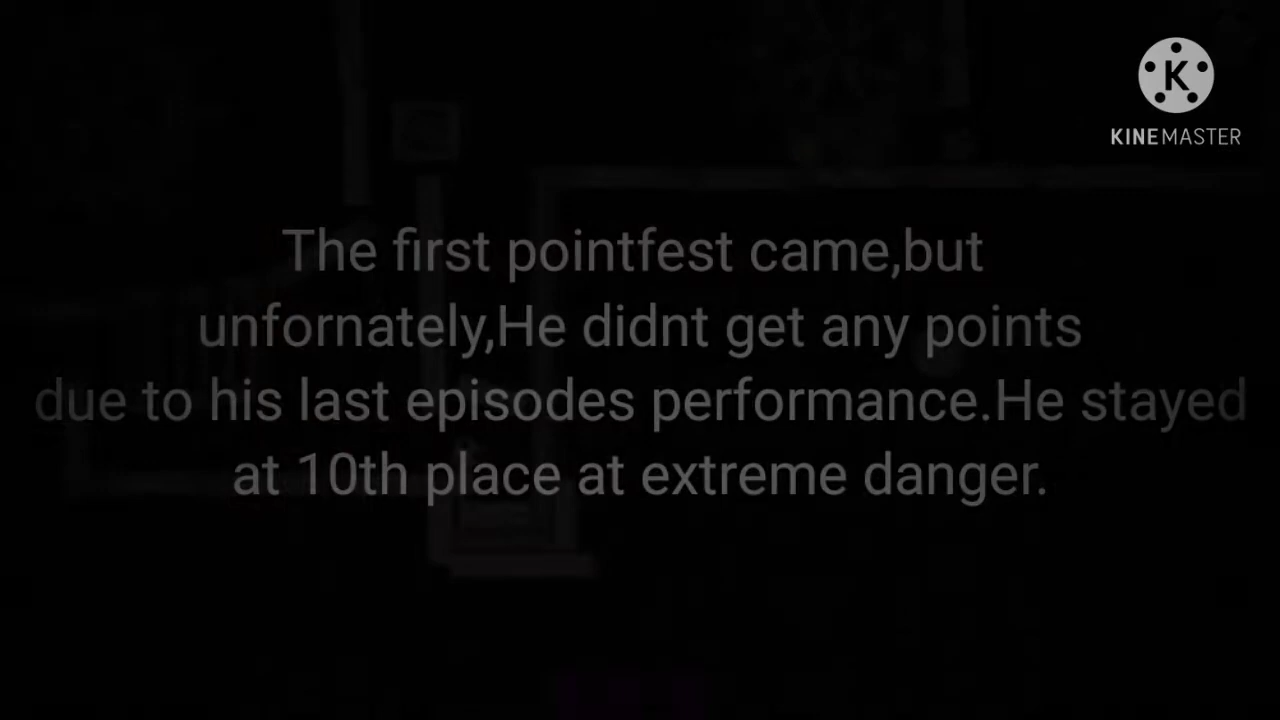 K
KINEMASTER
The first pointfest came,but
unfornately,He didnt get any points
due to his last episodes performance.He stayed
at 10th place at extreme danger.